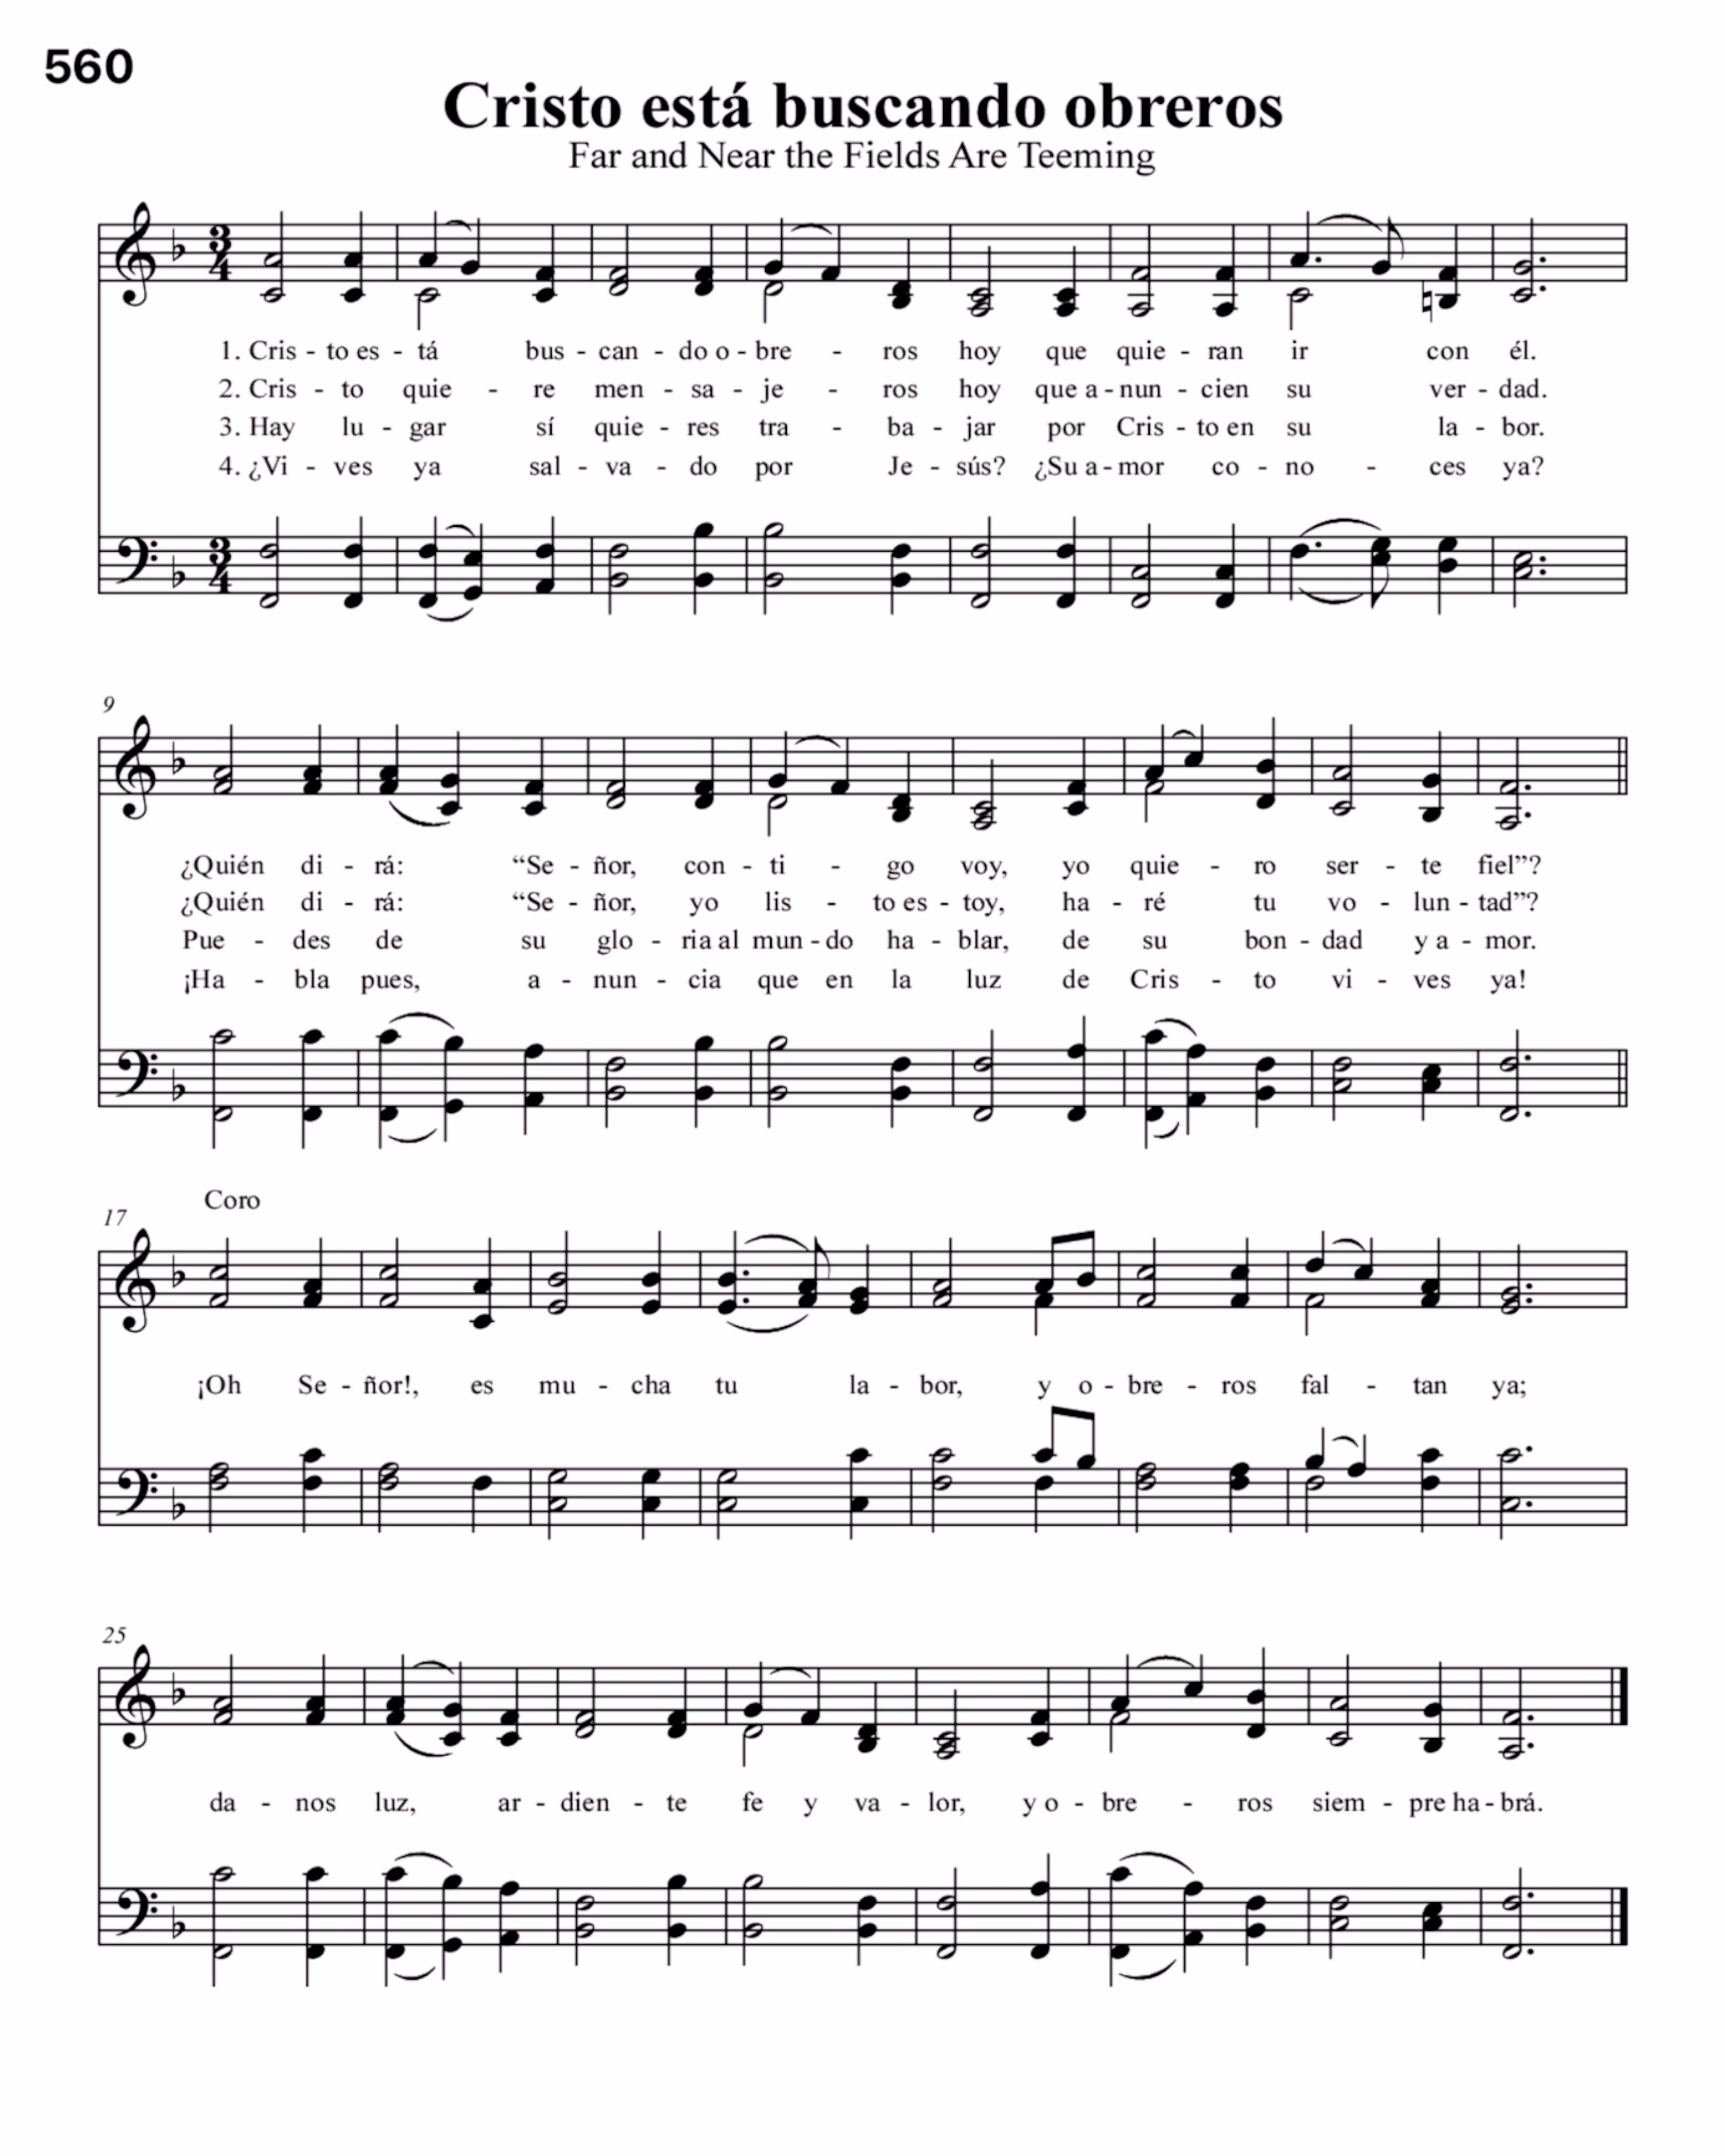 560
Cristo está buscando obreros
Far and Near the Fields Are Teeming
1. Cris - to es - tá bus - can - do o - bre - ros hoy que quie - ran ir con él.
2. Cris - to quie - re men - sa - je - ros hoy que a - nun - cien su ver - dad.
3. Hay lu - gar sí quie - res tra - ba - jar por Cris - to en su la - bor.
4. ¿Vi - ves ya sal - va - do por Je - sús? ¿Su a - mor co - no - ces ya?
9
¿Quién di - rá: “Se - ñor, con - ti - go voy, yo quie - ro ser - te fiel”?
¿Quién di - rá: “Se - ñor, yo lis - to es - toy, ha - ré tu vo - lun - tad”?
Pue - des de su glo - ria al mun - do ha - blar, de su bon - dad y a - mor.
¡Ha - bla pues, a - nun - cia que en la luz de Cris - to vi - ves ya!
Coro
17
¡Oh Se - ñor!, es mu - cha tu la - bor, y o - bre - ros fal - tan ya;
25
da - nos luz, ar - dien - te fe y va - lor, y o - bre - ros siem - pre ha - brá.